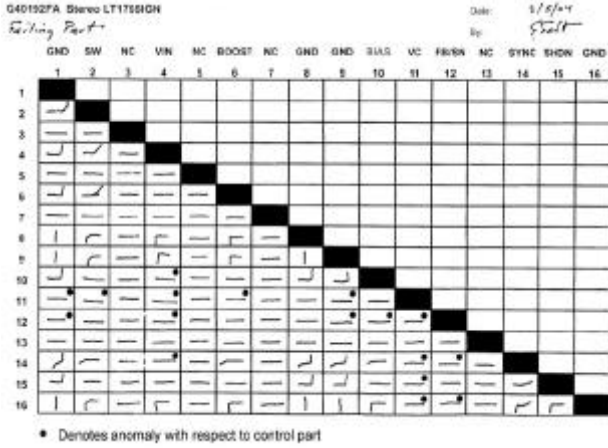 Stereo
Date: 2/5/04
Failing Part
By:
GND SW NC VIN NC BOOST NC GND GND BIAS VC FB/SN NC SYNC SHDN GND
1 2 3 4 5 6 7 8 9 10 11 12 13 14 15 16
1
2
3
4
5
6
7
8
9
10
11
12
13
14
15
16
• Denotes anomaly with respect to control part